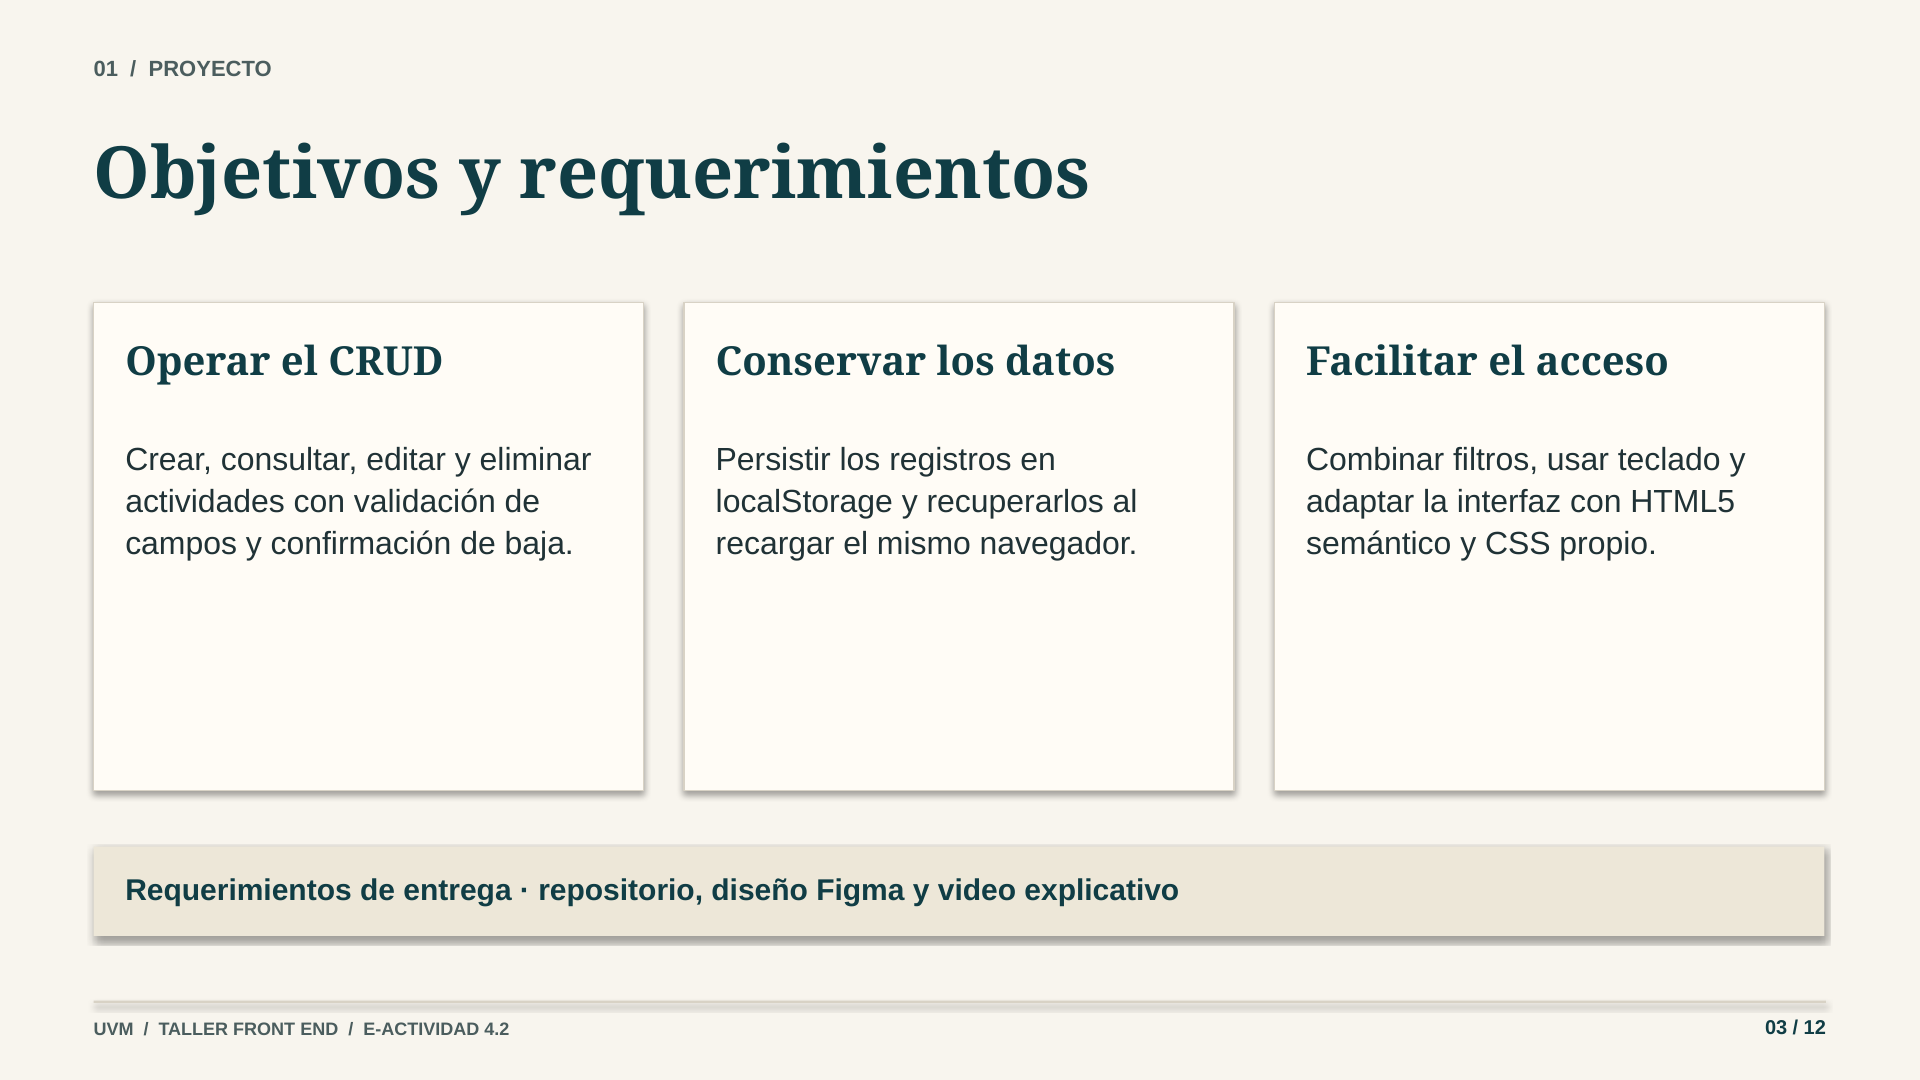 01 / PROYECTO
Objetivos y requerimientos
Operar el CRUD
Crear, consultar, editar y eliminar
actividades con validación de
campos y confirmación de baja.
Conservar los datos
Persistir los registros en
localStorage y recuperarlos al
recargar el mismo navegador.
Facilitar el acceso
Combinar filtros, usar teclado y
adaptar la interfaz con HTML5
semántico y CSS propio.
Requerimientos de entrega · repositorio, diseño Figma y video explicativo
UVM / TALLER FRONT END / E-ACTIVIDAD 4.2
03 / 12